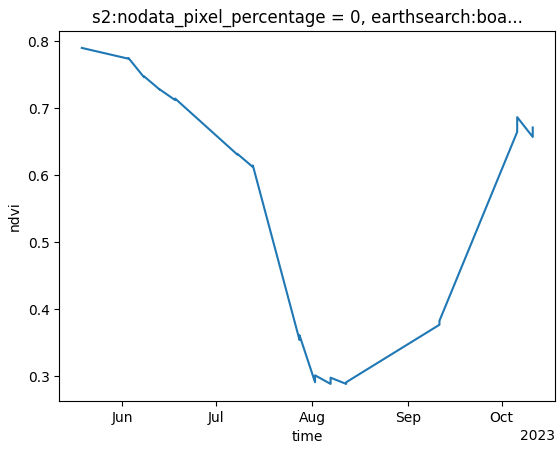 s2:nodata_pixel_percentage = 0, earthsearch:boa...
0.8
0.7
0.6
0.5
0.4
0.3
ndvi
Jun Jul Aug Sep Oct
time
2023